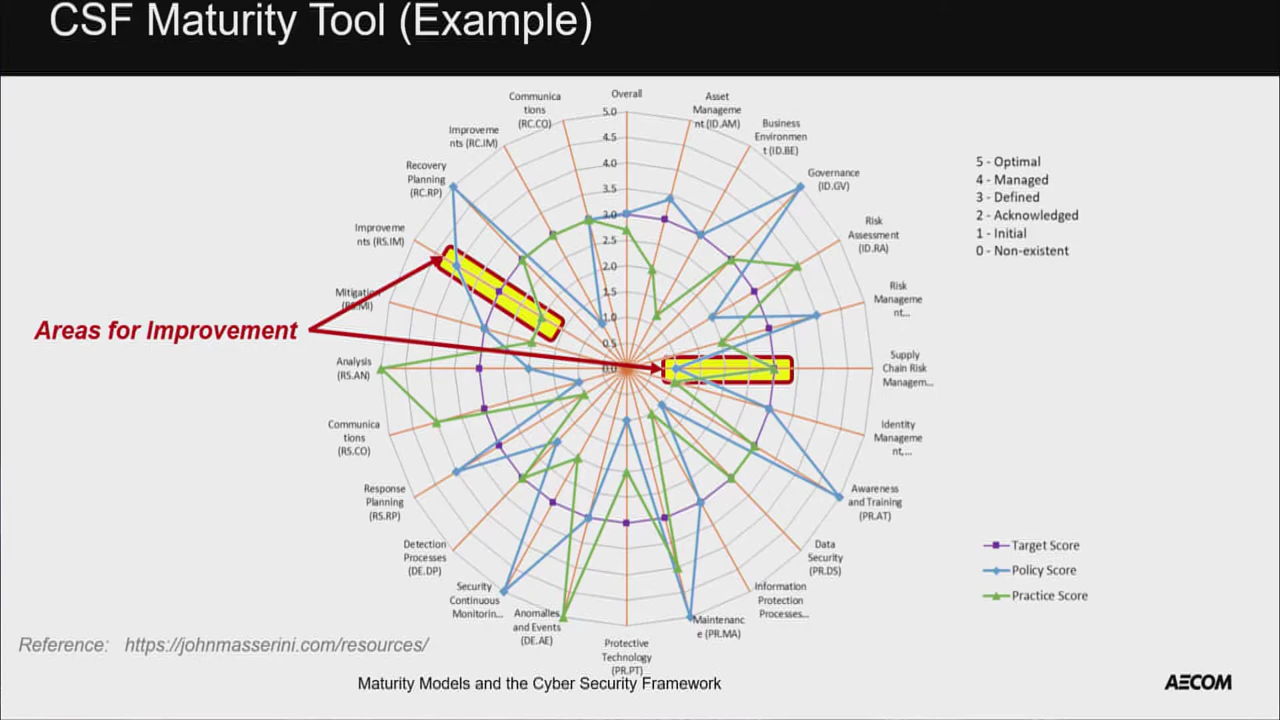 CSF Maturity Tool (Example)
Overall
5.0
4.5
4.0
3.5
3.0
2.5
2.0
1.5
1.0
0.5
0.0
Asset
Manageme
nt (ID.AM)
Business
Environmen
t (ID.BE)
Governance
(ID.GV)
Risk
Assessment
(ID.RA)
Risk
Manageme
nt...
Supply
Chain Risk
Managem...
Identity
Manageme
nt,...
Awareness
and Training
(PR.AT)
Data
Security
(PR.DS)
Information
Protection
Processes...
Maintenanc
e (PR.MA)
Protective
Technology
(PR.PT)
Anomalies
and Events
(DE.AE)
Security
Continuous
Monitorin...
Detection
Processes
(DE.DP)
Response
Planning
(RS.RP)
Communica
tions
(RS.CO)
Analysis
(RS.AN)
Mitigation
(RS.MI)
Improveme
nts (RS.IM)
Recovery
Planning
(RC.RP)
Improveme
nts (RC.IM)
Communica
tions
(RC.CO)
5 - Optimal
4 - Managed
3 - Defined
2 - Acknowledged
1 - Initial
0 - Non-existent
Areas for Improvement
Target Score
Policy Score
Practice Score
Reference: https://johnmasserini.com/resources/
Maturity Models and the Cyber Security Framework
AECOM